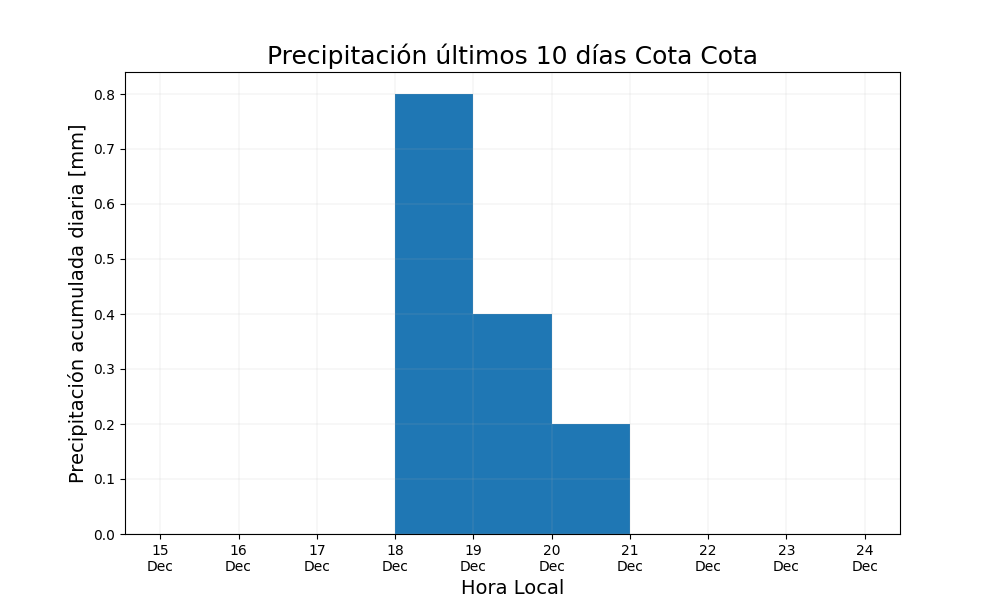 Precipitación últimos 10 días Cota Cota
Precipitación acumulada diaria [mm]
0.8
0.7
0.6
0.5
0.4
0.3
0.2
0.1
0.0
15 16 17 18 19 20 21 22 23 24
Dec Dec Dec Dec Dec Dec Dec Dec Dec Dec
Hora Local